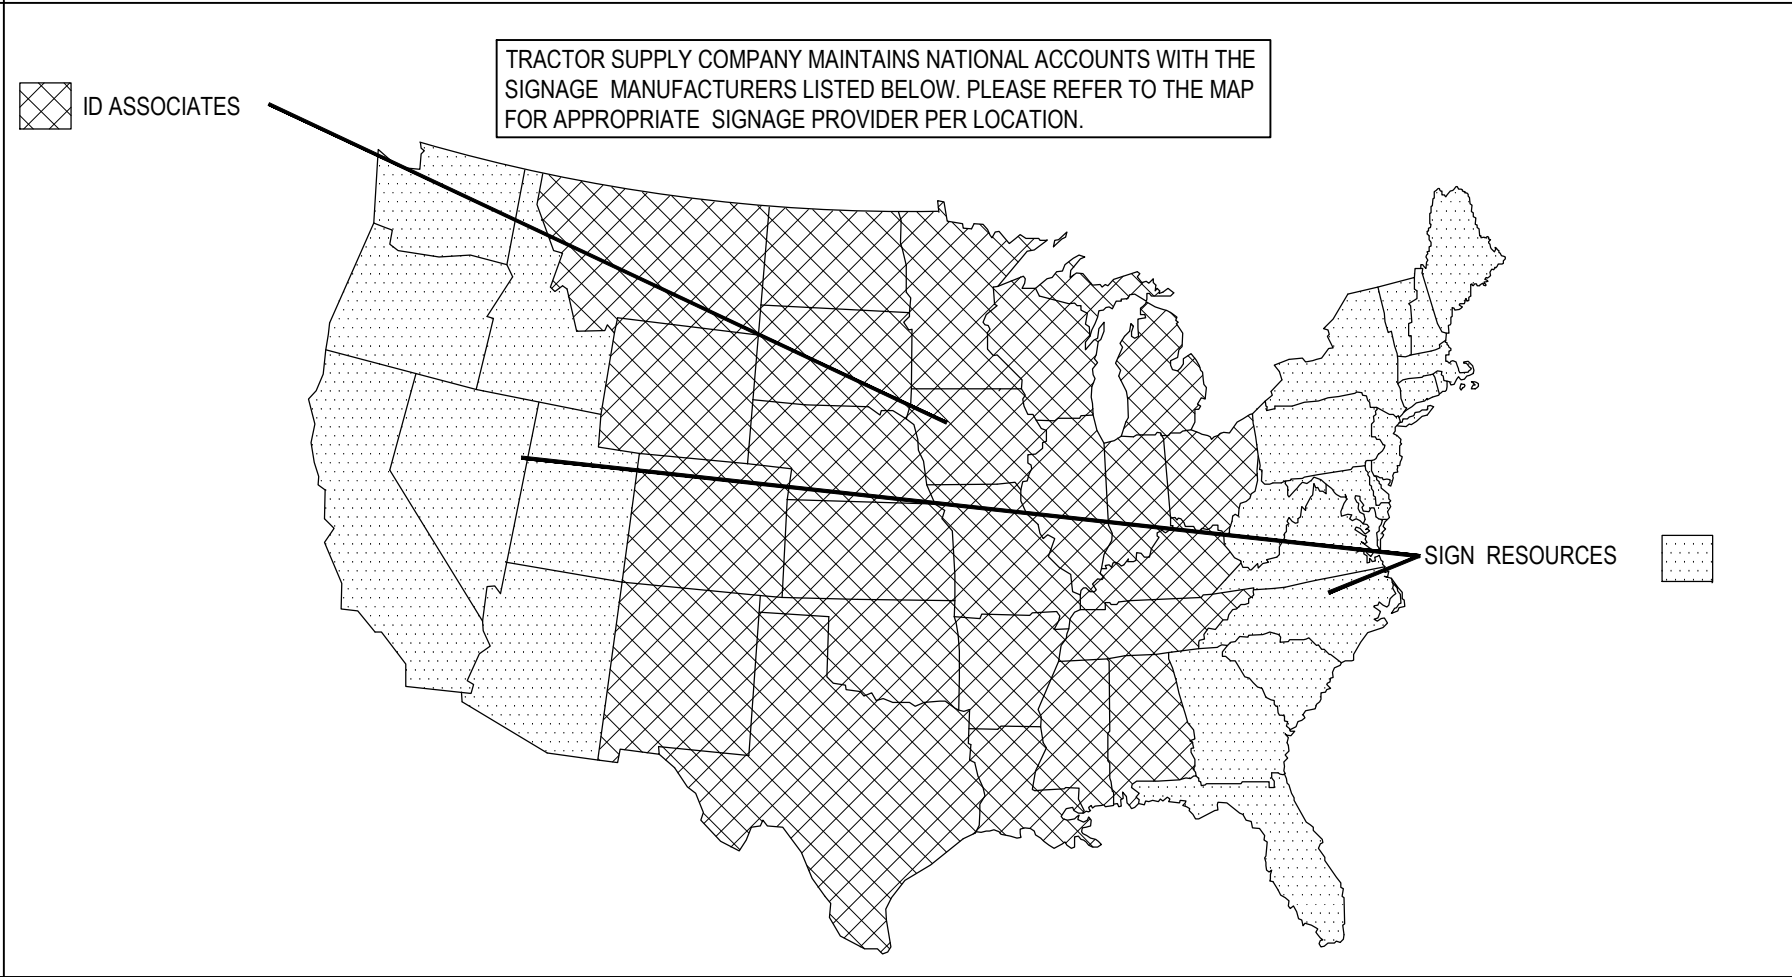 TRACTOR SUPPLY COMPANY MAINTAINS NATIONAL ACCOUNTS WITH THE
SIGNAGE MANUFACTURERS LISTED BELOW. PLEASE REFER TO THE MAP
FOR APPROPRIATE SIGNAGE PROVIDER PER LOCATION.
ID ASSOCIATES
SIGN RESOURCES